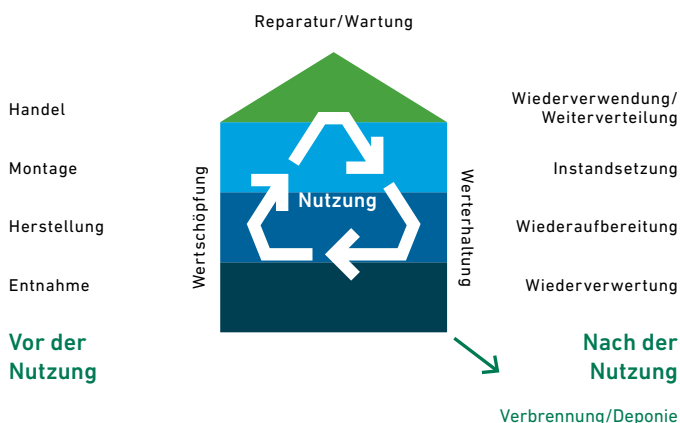 Reparatur/Wartung
Handel
Montage
Herstellung
Entnahme
Vor der
Nutzung
Wertschöpfung
Nutzung
Werterhaltung
Wiederverwendung/
Weiterverteilung
Instandsetzung
Wiederaufbereitung
Wiederverwertung
Nach der
Nutzung
Verbrennung/Deponie